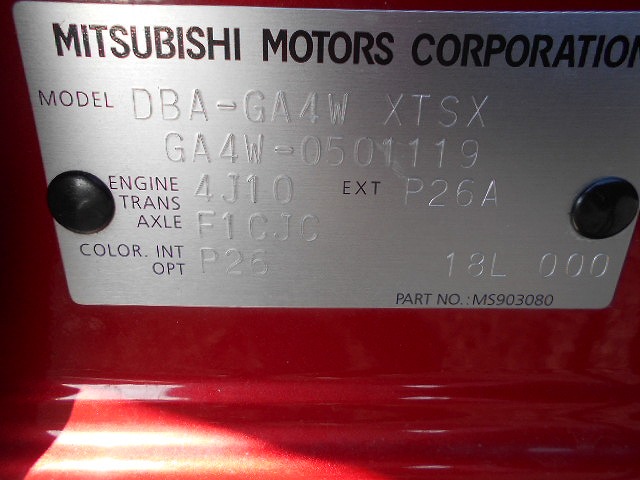 MITSUBISHI MOTORS CORPORATION
MODEL DBA-GA4W XTSX
GA4W-0501119
ENGINE 4J10 EXT P26A
TRANS AXLE F1CJC
COLOR. INT OPT P26 18L 000
PART NO.:MS903080